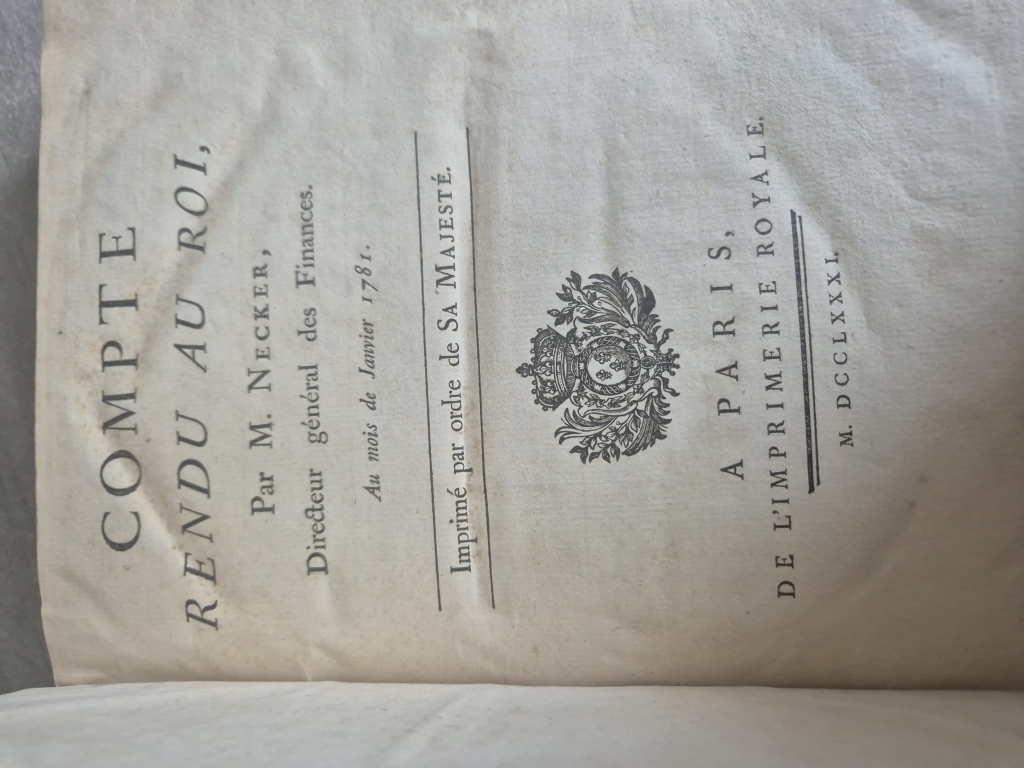 COMPTE
RENDU AU ROI,
Par M. NECKER,
Directeur général des Finances.
Au mois de Janvier 1781.
Imprimé par ordre de SA MAJESTÉ.
A PARIS,
DE L'IMPRIMERIE ROYALE.
M. DCCLXXXI.